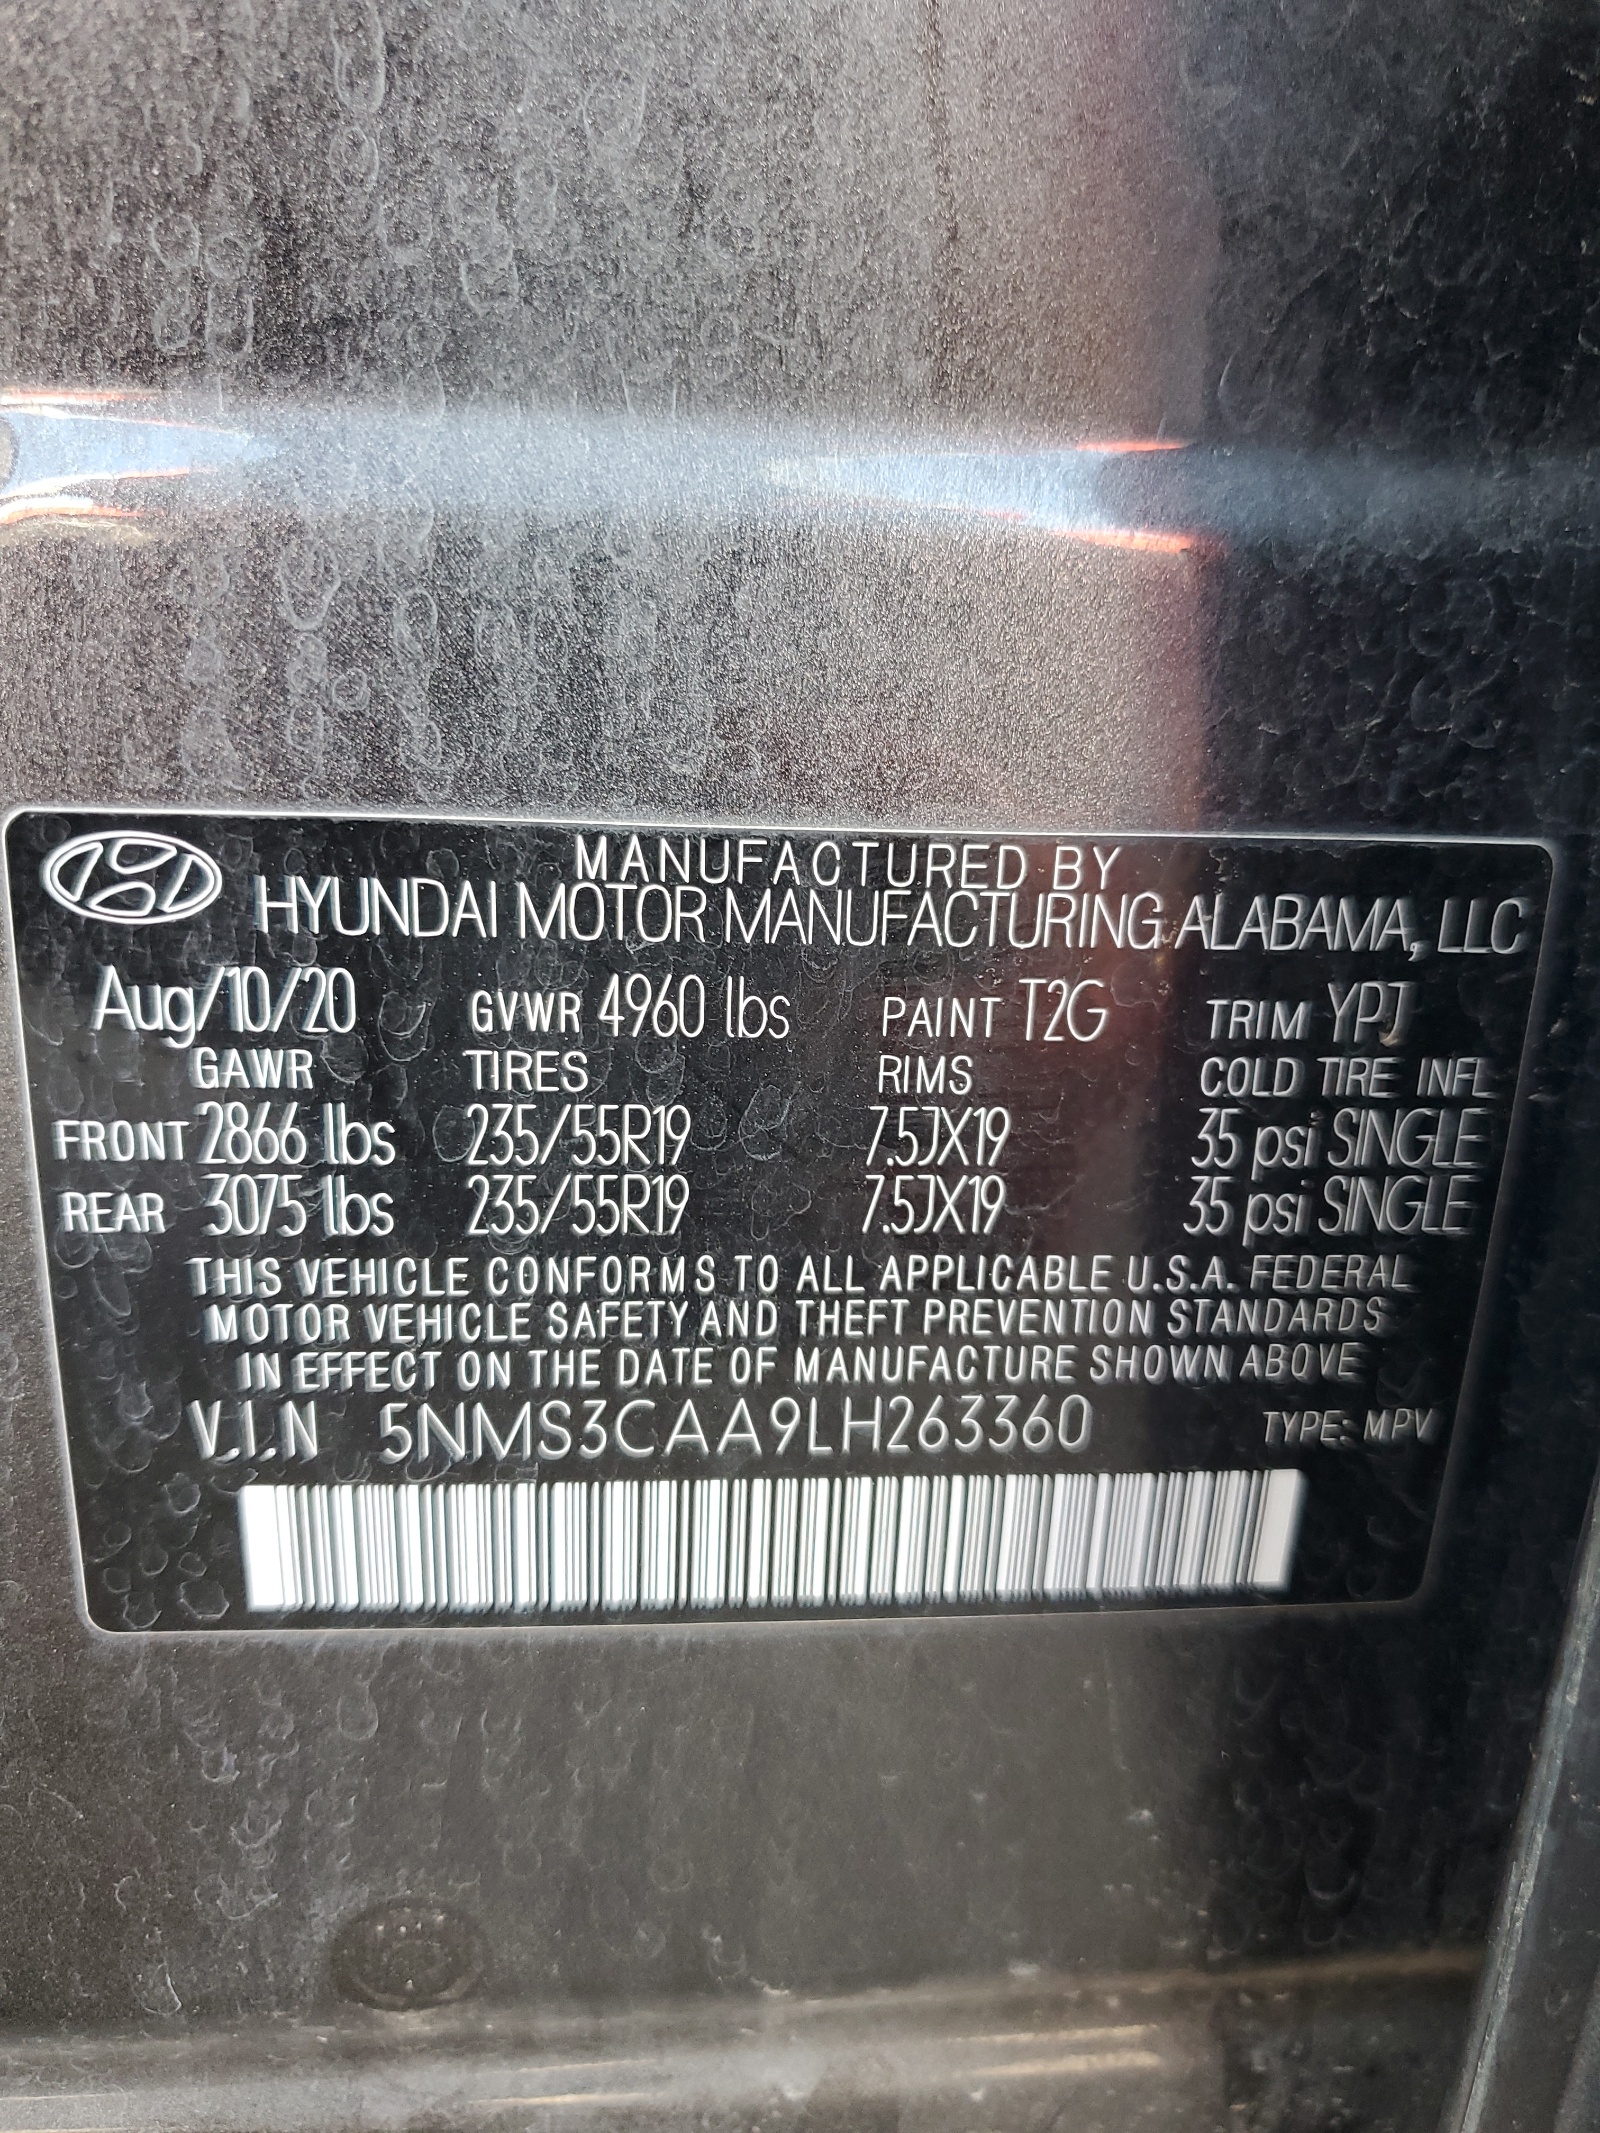 MANUFACTURED BY
HYUNDAI MOTOR MANUFACTURING ALABAMA, LLC
Aug/10/20 GVWR 4960 lbs PAINT T2G TRIM YPJ
GAWR TIRES RIMS COLD TIRE INFL
FRONT 2866 lbs 235/55R19 7.5JX19 35 psi SINGLE
REAR 3075 lbs 235/55R19 7.5JX19 35 psi SINGLE
THIS VEHICLE CONFORMS TO ALL APPLICABLE U.S.A. FEDERAL
MOTOR VEHICLE SAFETY AND THEFT PREVENTION STANDARDS
IN EFFECT ON THE DATE OF MANUFACTURE SHOWN ABOVE
V.I.N 5NMS3CAA9LH263360 TYPE: MPV